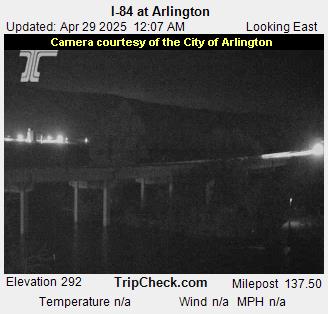 I-84 at Arlington
Updated: Apr 29 2025 12:07 AM Looking East
Camera courtesy of the City of Arlington
Elevation 292 TripCheck.com Milepost 137.50
Temperature n/a Wind n/a MPH n/a